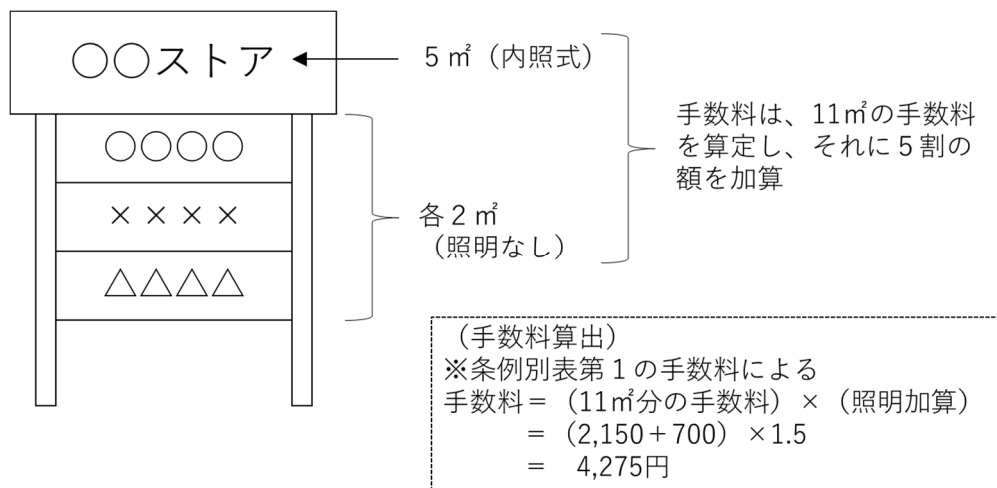 〇〇ストア
5㎡（内照式）
〇〇〇〇
××××
△△△△
各2㎡
（照明なし）
手数料は、11㎡の手数料
を算定し、それに５割の
額を加算
（手数料算出）
※条例別表第１の手数料による
手数料＝（11㎡分の手数料）×（照明加算）
＝（2,150＋700）×1.5
＝　4,275円